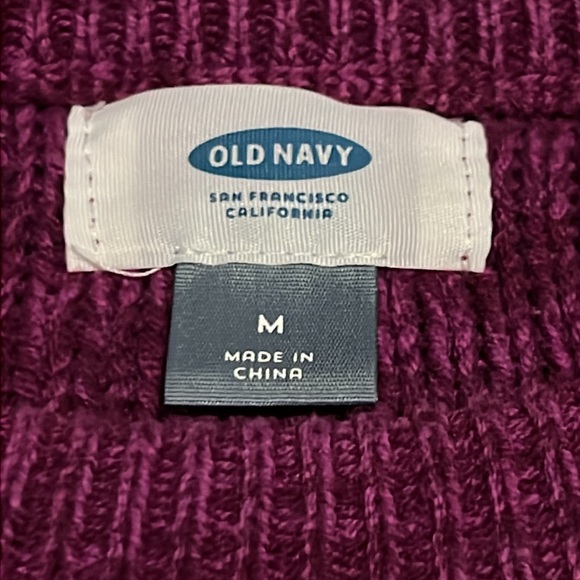 OLD NAVY
SAN FRANCISCO
CALIFORNIA
M
MADE IN
CHINA